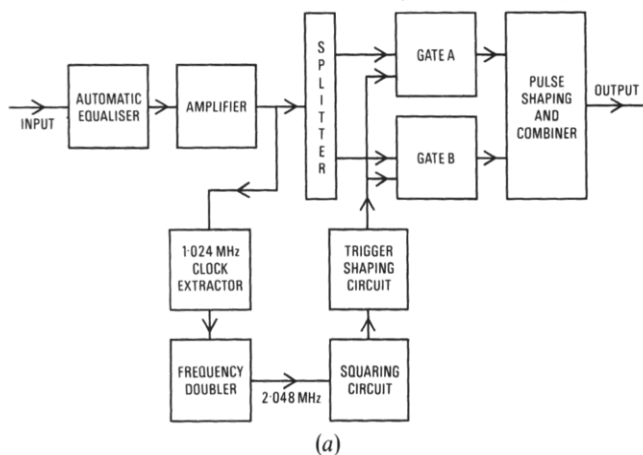 INPUT
AUTOMATIC
EQUALISER
AMPLIFIER
S
P
L
I
T
T
E
R
GATE A
GATE B
PULSE
SHAPING
AND
COMBINER
OUTPUT
1·024 MHz
CLOCK
EXTRACTOR
TRIGGER
SHAPING
CIRCUIT
FREQUENCY
DOUBLER
2·048 MHz
SQUARING
CIRCUIT
(a)